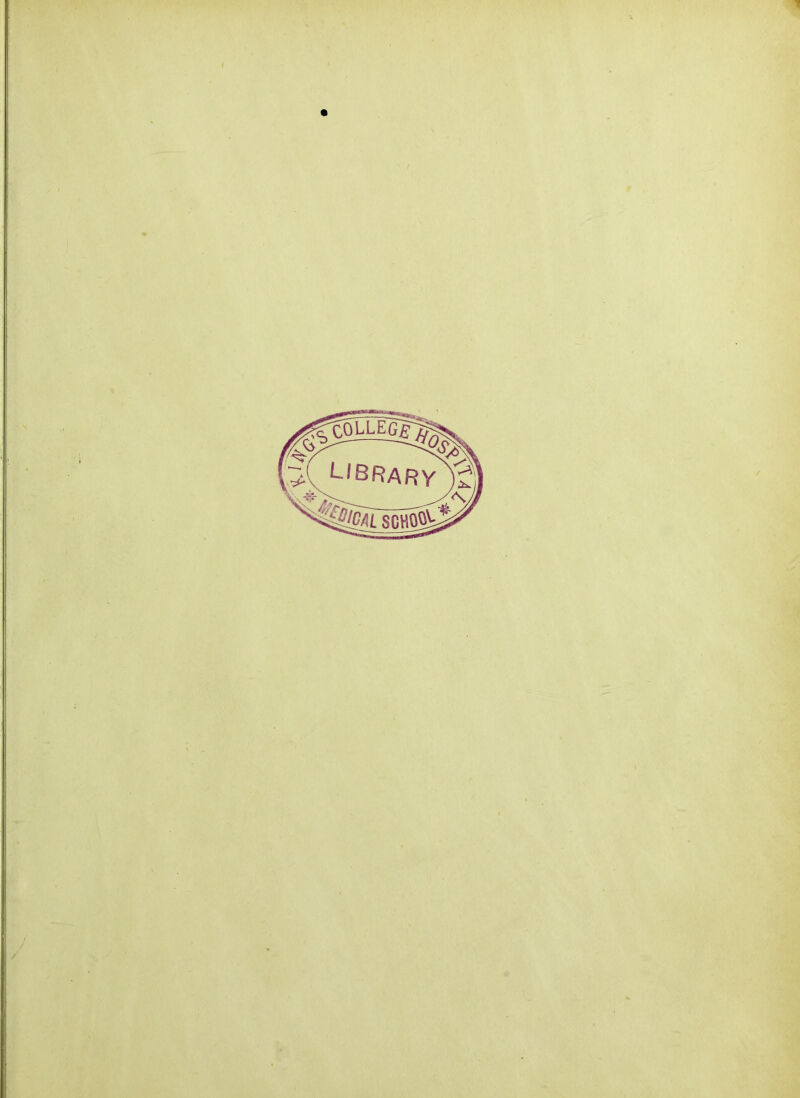 KING'S COLLEGE HOSPITAL
LIBRARY
* MEDICAL SCHOOL *